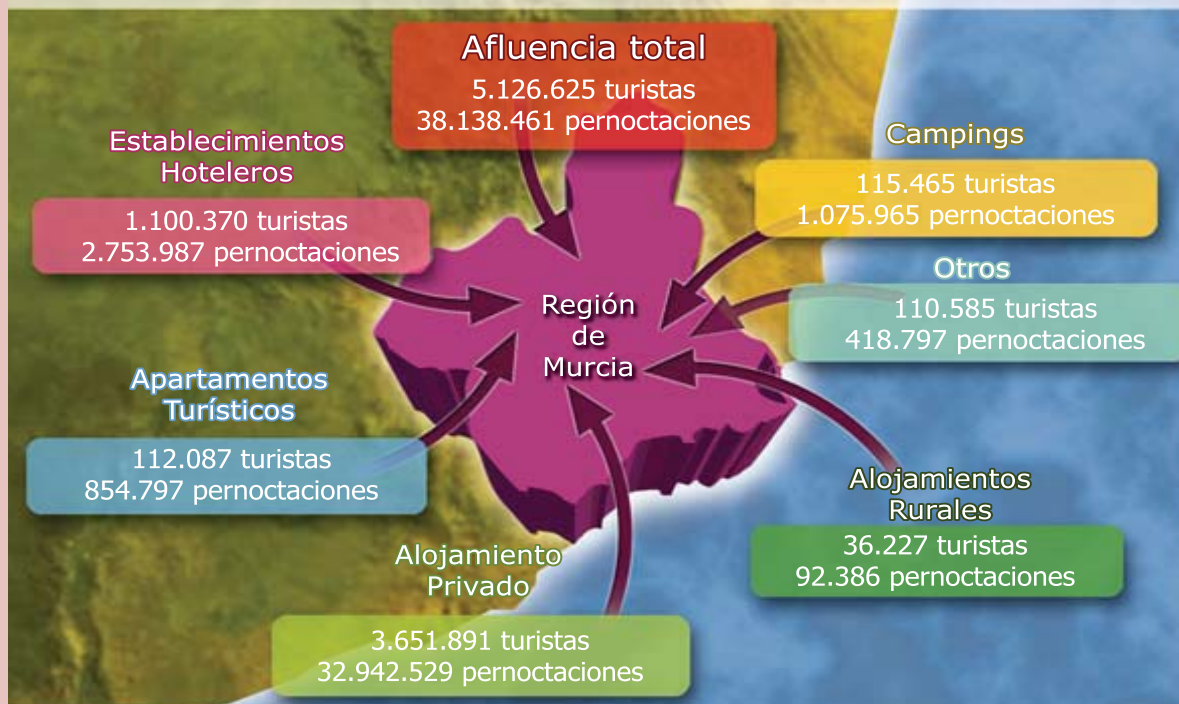 Afluencia total
5.126.625 turistas
38.138.461 pernoctaciones
Establecimientos
Hoteleros
1.100.370 turistas
2.753.987 pernoctaciones
Campings
115.465 turistas
1.075.965 pernoctaciones
Otros
110.585 turistas
418.797 pernoctaciones
Región
de
Murcia
Apartamentos
Turísticos
112.087 turistas
854.797 pernoctaciones
Alojamientos
Rurales
36.227 turistas
92.386 pernoctaciones
Alojamiento
Privado
3.651.891 turistas
32.942.529 pernoctaciones